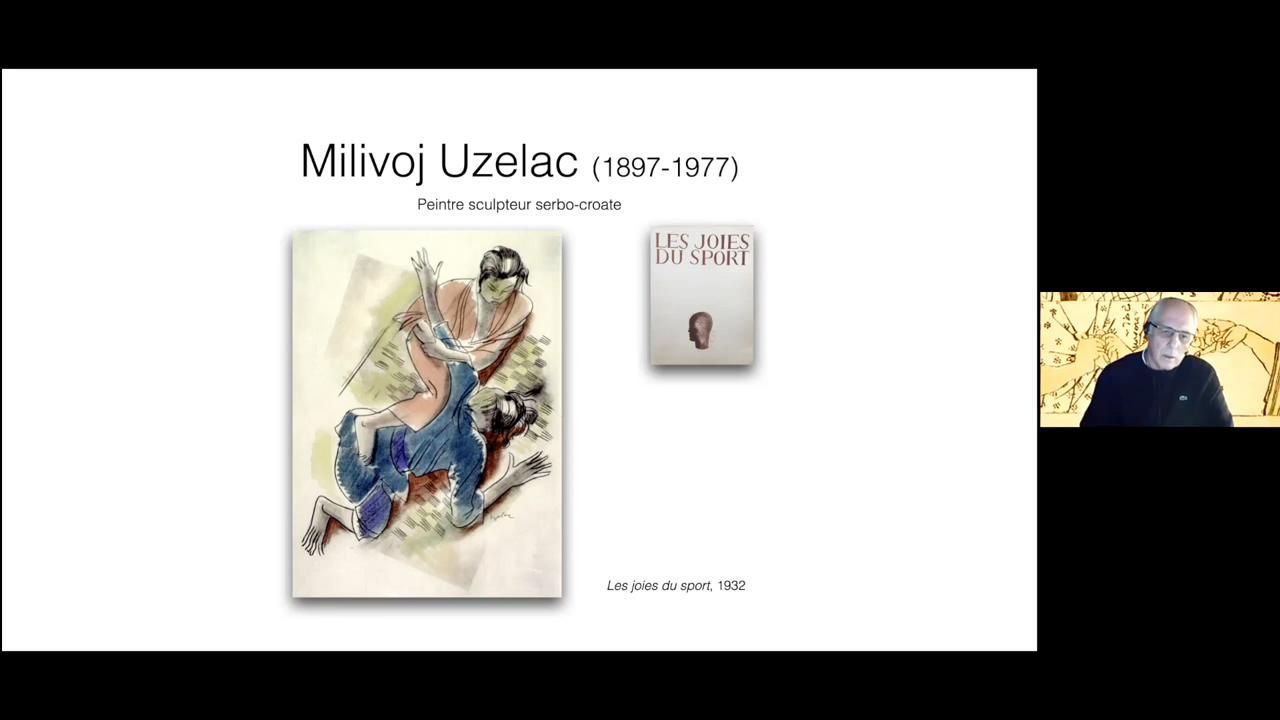 Milivoj Uzelac (1897-1977)
Peintre sculpteur serbo-croate
LES JOIES
DU SPORT
Les joies du sport, 1932